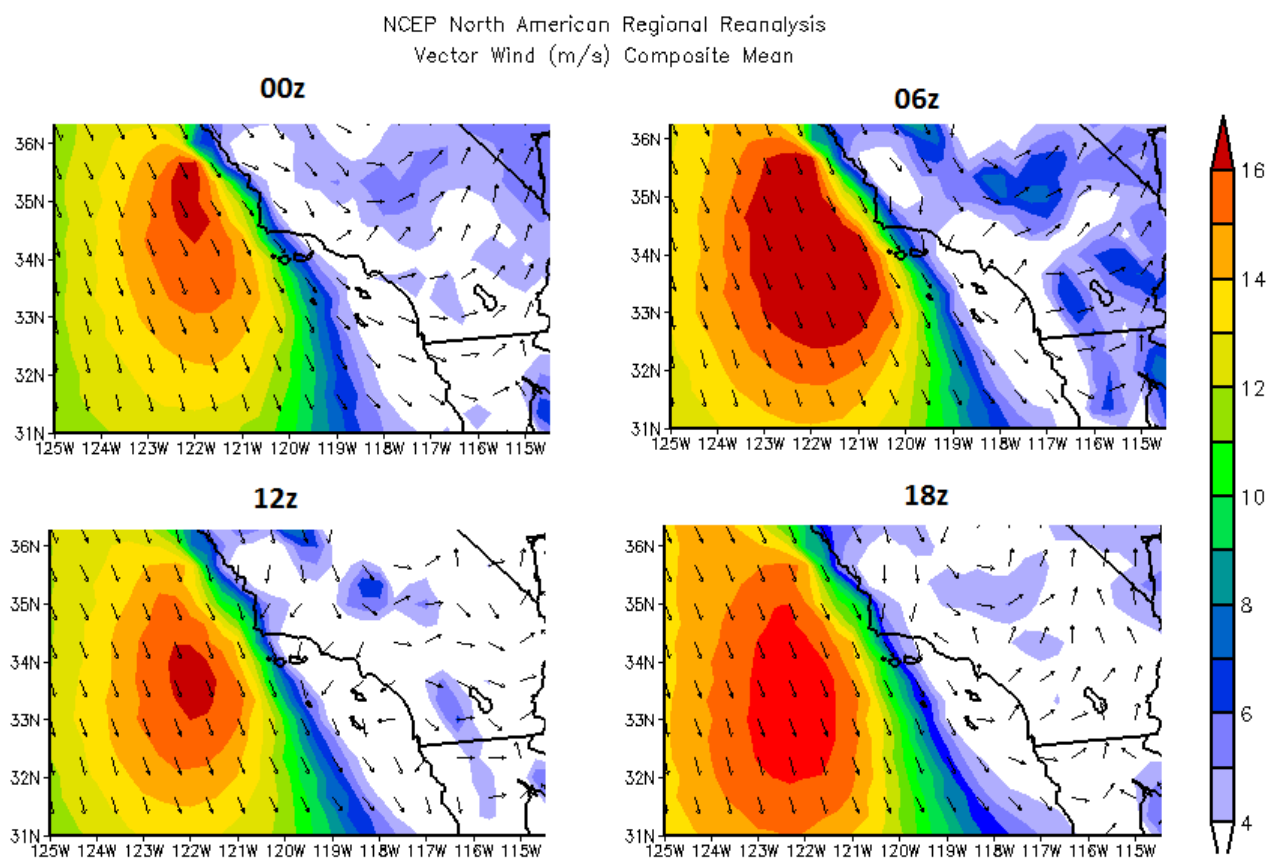 NCEP North American Regional Reanalysis
Vector Wind (m/s) Composite Mean
00z
36N
35N
34N
33N
32N
31N
125W 124W 123W 122W 121W 120W 119W 118W 117W 116W 115W
06z
36N
35N
34N
33N
32N
31N
125W 124W 123W 122W 121W 120W 119W 118W 117W 116W 115W
12z
36N
35N
34N
33N
32N
31N
125W 124W 123W 122W 121W 120W 119W 118W 117W 116W 115W
18z
36N
35N
34N
33N
32N
31N
125W 124W 123W 122W 121W 120W 119W 118W 117W 116W 115W
16
14
12
10
8
6
4